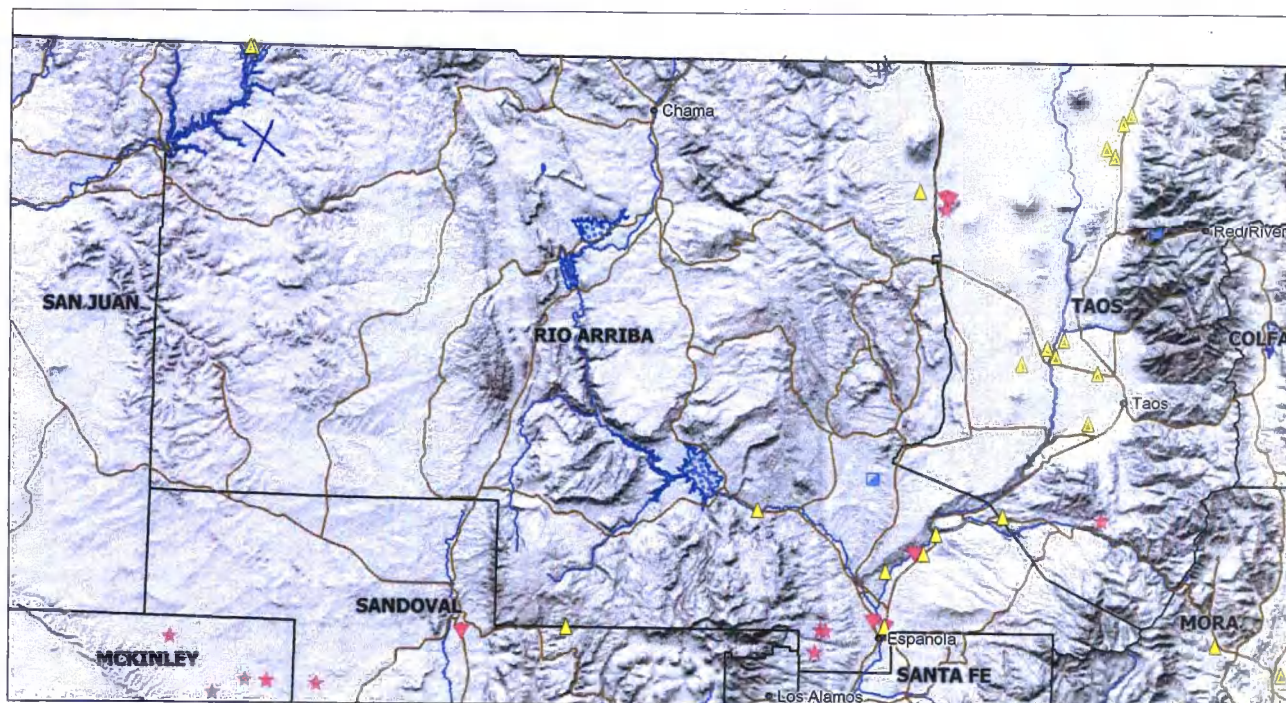 Chama
Red River
SAN JUAN
TAOS
RIO ARRIBA
COLFA
Taos
SANDOVAL
Espanola
MORA
MCKINLEY
SANTA FE
Los Alamos